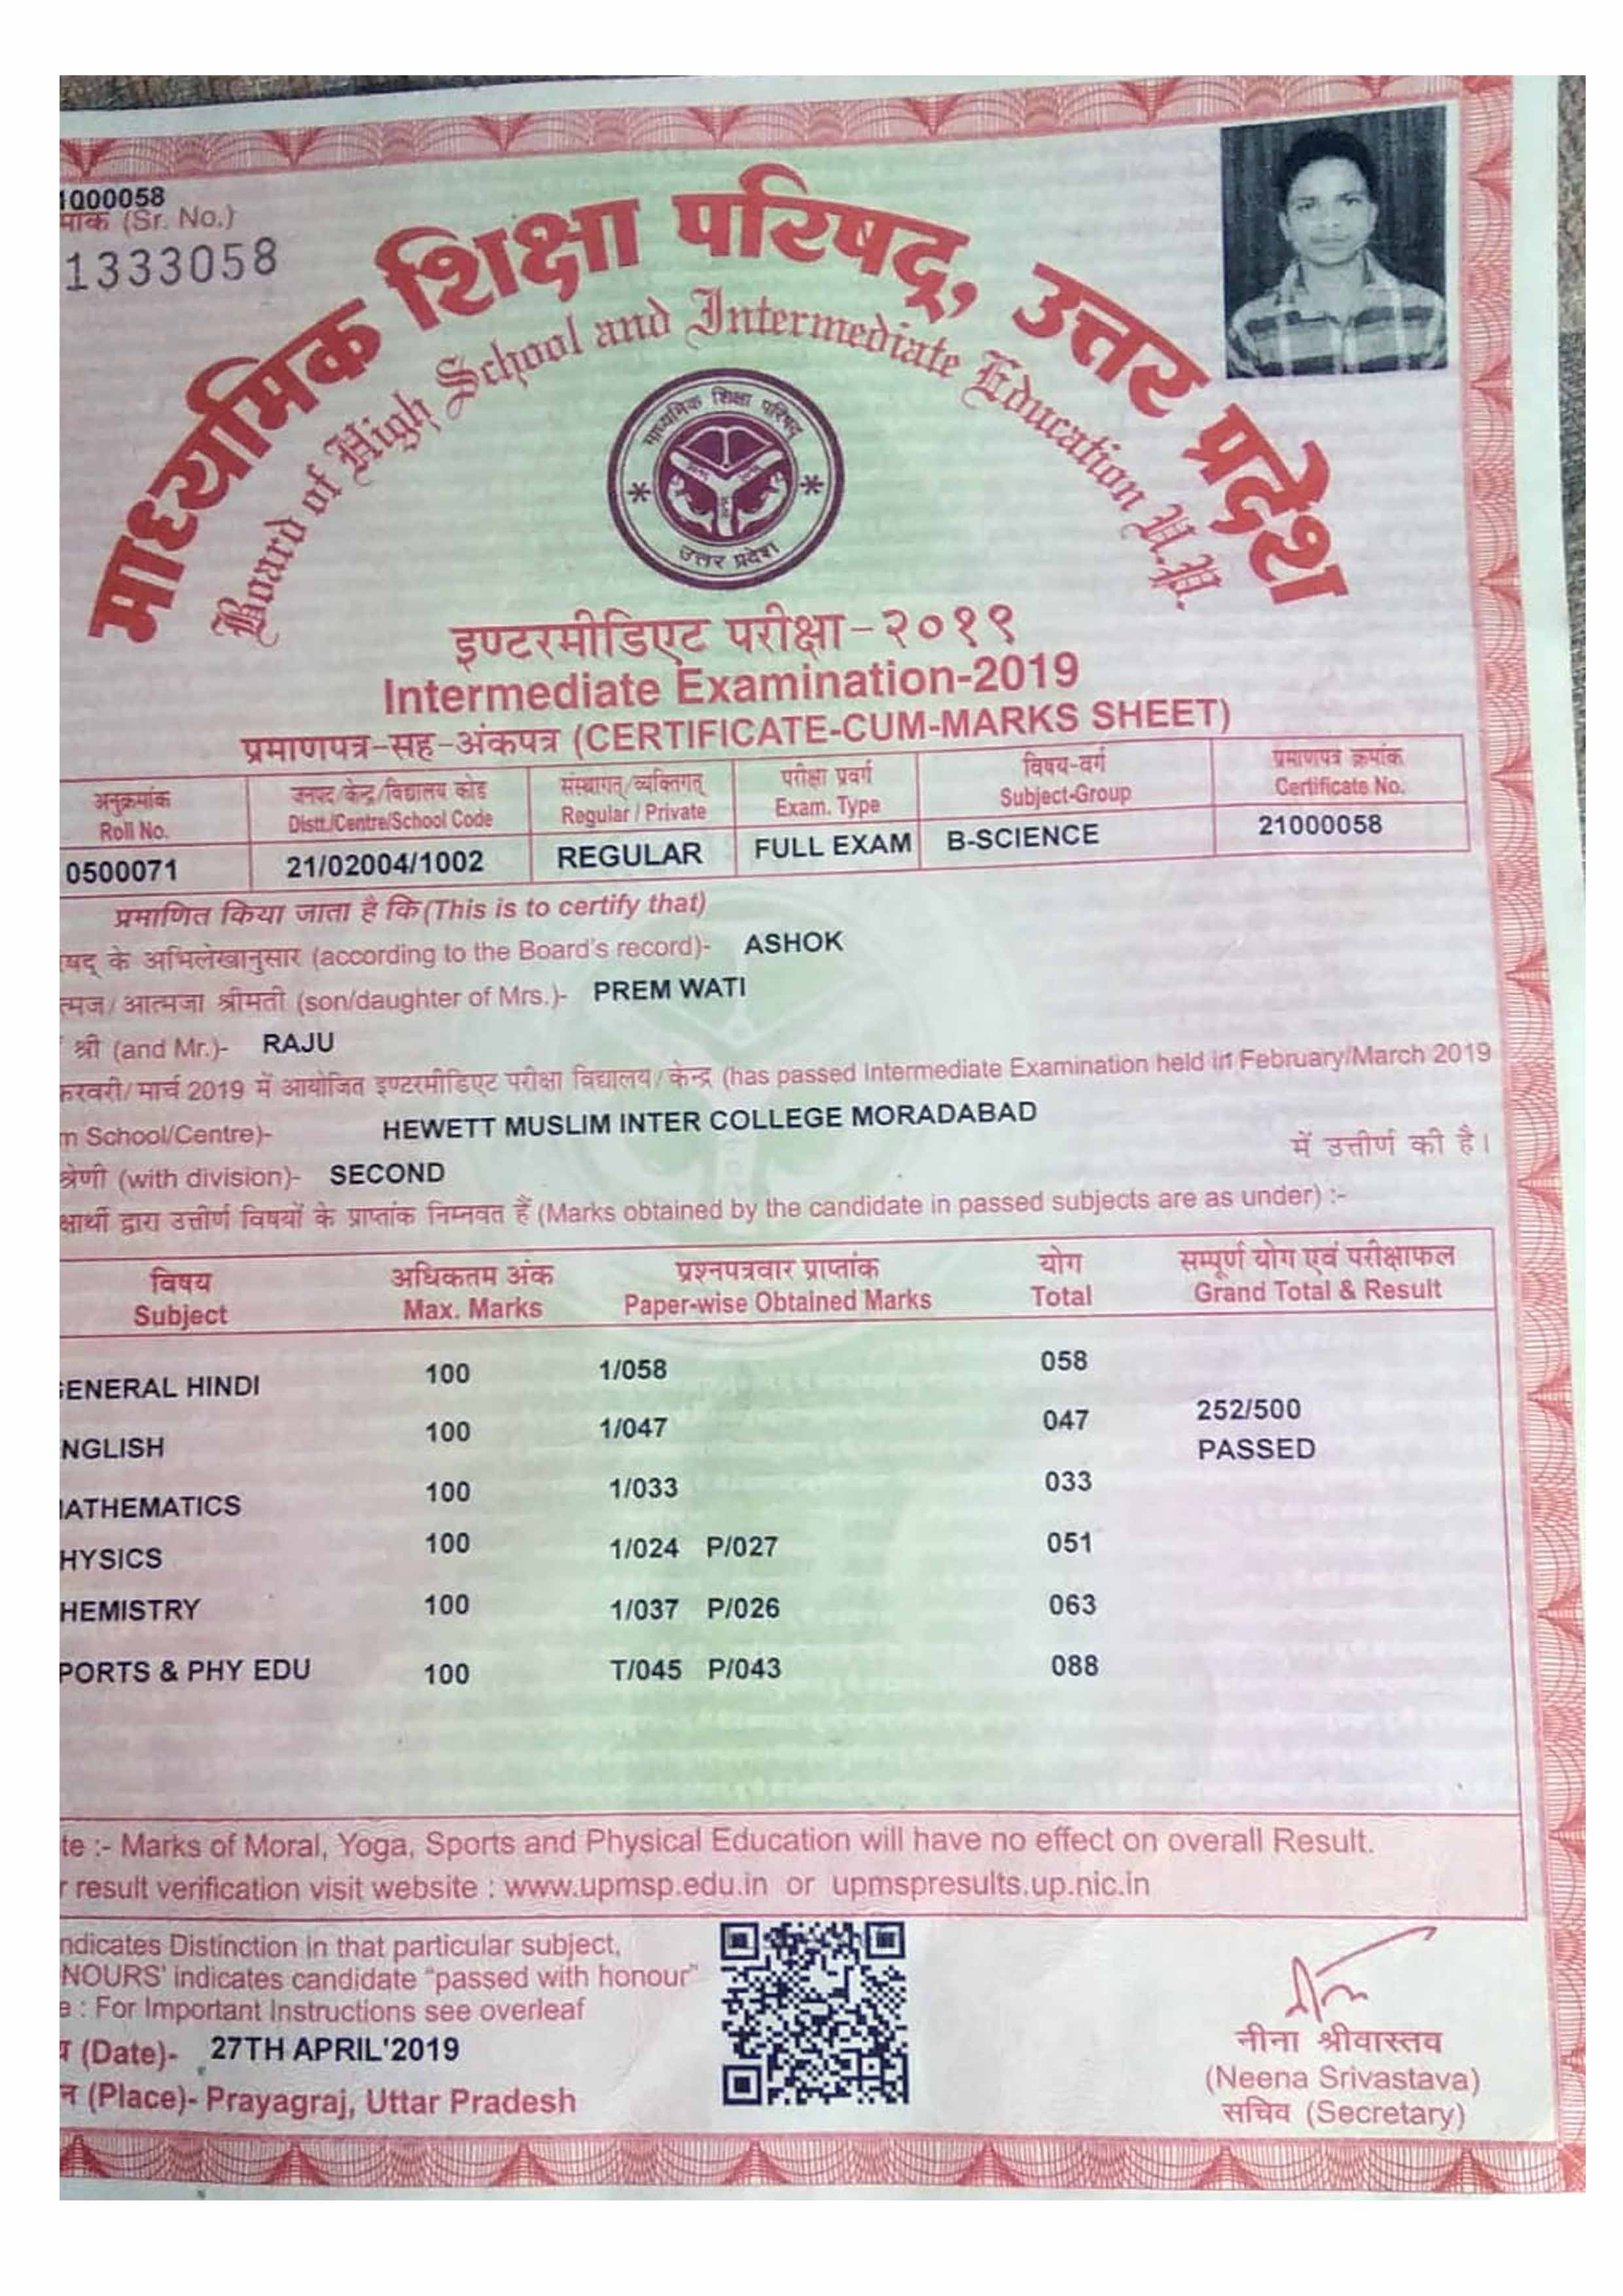 1000058
मांक (Sr. No.)
1333058
माध्यमिक शिक्षा परिषद्, उत्तर प्रदेश
Board of High School and Intermediate Education U.P.
माध्यमिक शिक्षा परिषद्
उत्तर प्रदेश
इण्टरमीडिएट परीक्षा-२०१९
Intermediate Examination-2019
प्रमाणपत्र-सह-अंकपत्र (CERTIFICATE-CUM-MARKS SHEET)
अनुक्रमांक जनपद/केन्द्र/विद्यालय कोड संस्थागत्/व्यक्तिगत् परीक्षा प्रवर्ग विषय-वर्ग प्रमाणपत्र क्रमांक
Roll No. Distt./Centre/School Code Regular / Private Exam. Type Subject-Group Certificate No.
0500071 21/02004/1002 REGULAR FULL EXAM B-SCIENCE 21000058
प्रमाणित किया जाता है कि (This is to certify that)
षद् के अभिलेखानुसार (according to the Board's record)- ASHOK
त्मज/ आत्मजा श्रीमती (son/daughter of Mrs.)- PREM WATI
श्री (and Mr.)- RAJU
फरवरी/ मार्च 2019 में आयोजित इण्टरमीडिएट परीक्षा विद्यालय/ केन्द्र (has passed Intermediate Examination held in February/March 2019
m School/Centre)- HEWETT MUSLIM INTER COLLEGE MORADABAD
में उत्तीर्ण की है।
श्रेणी (with division)- SECOND
क्षार्थी द्वारा उत्तीर्ण विषयों के प्राप्तांक निम्नवत हैं (Marks obtained by the candidate in passed subjects are as under) :-
विषय अधिकतम अंक प्रश्नपत्रवार प्राप्तांक योग सम्पूर्ण योग एवं परीक्षाफल
Subject Max. Marks Paper-wise Obtained Marks Total Grand Total & Result
ENERAL HINDI 100 1/058 058
252/500
NGLISH 100 1/047 047
PASSED
ATHEMATICS 100 1/033 033
HYSICS 100 1/024 P/027 051
HEMISTRY 100 1/037 P/026 063
PORTS & PHY EDU 100 T/045 P/043 088
te :- Marks of Moral, Yoga, Sports and Physical Education will have no effect on overall Result.
r result verification visit website : www.upmsp.edu.in or upmspresults.up.nic.in
ndicates Distinction in that particular subject,
NOURS' indicates candidate "passed with honour"
e : For Important Instructions see overleaf
(Date)- 27TH APRIL'2019
न (Place)- Prayagraj, Uttar Pradesh
नीना श्रीवास्तव
(Neena Srivastava)
सचिव (Secretary)